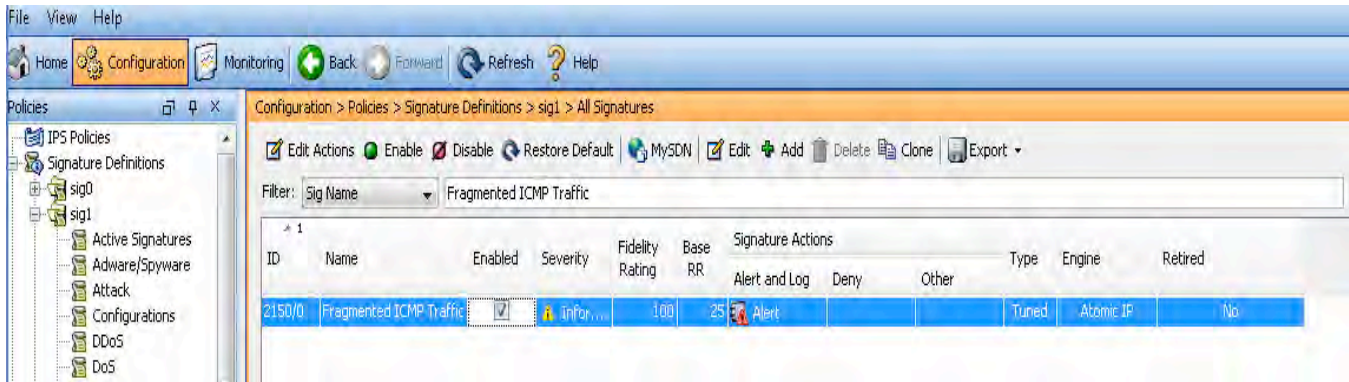 File View Help
Home Configuration Monitoring Back Forward Refresh Help
Policies
IPS Policies
Signature Definitions
sig0
sig1
Active Signatures
Adware/Spyware
Attack
Configurations
DDoS
DoS
Configuration > Policies > Signature Definitions > sig1 > All Signatures
Edit Actions Enable Disable Restore Default MySDN Edit Add Delete Clone Export
Filter: Sig Name Fragmented ICMP Traffic
1
ID Name Enabled Severity Fidelity Rating Base RR Signature Actions Type Engine Retired
Alert and Log Deny Other
2150/0 Fragmented ICMP Traffic Infor... 100 25 Alert Tuned Atomic IP No